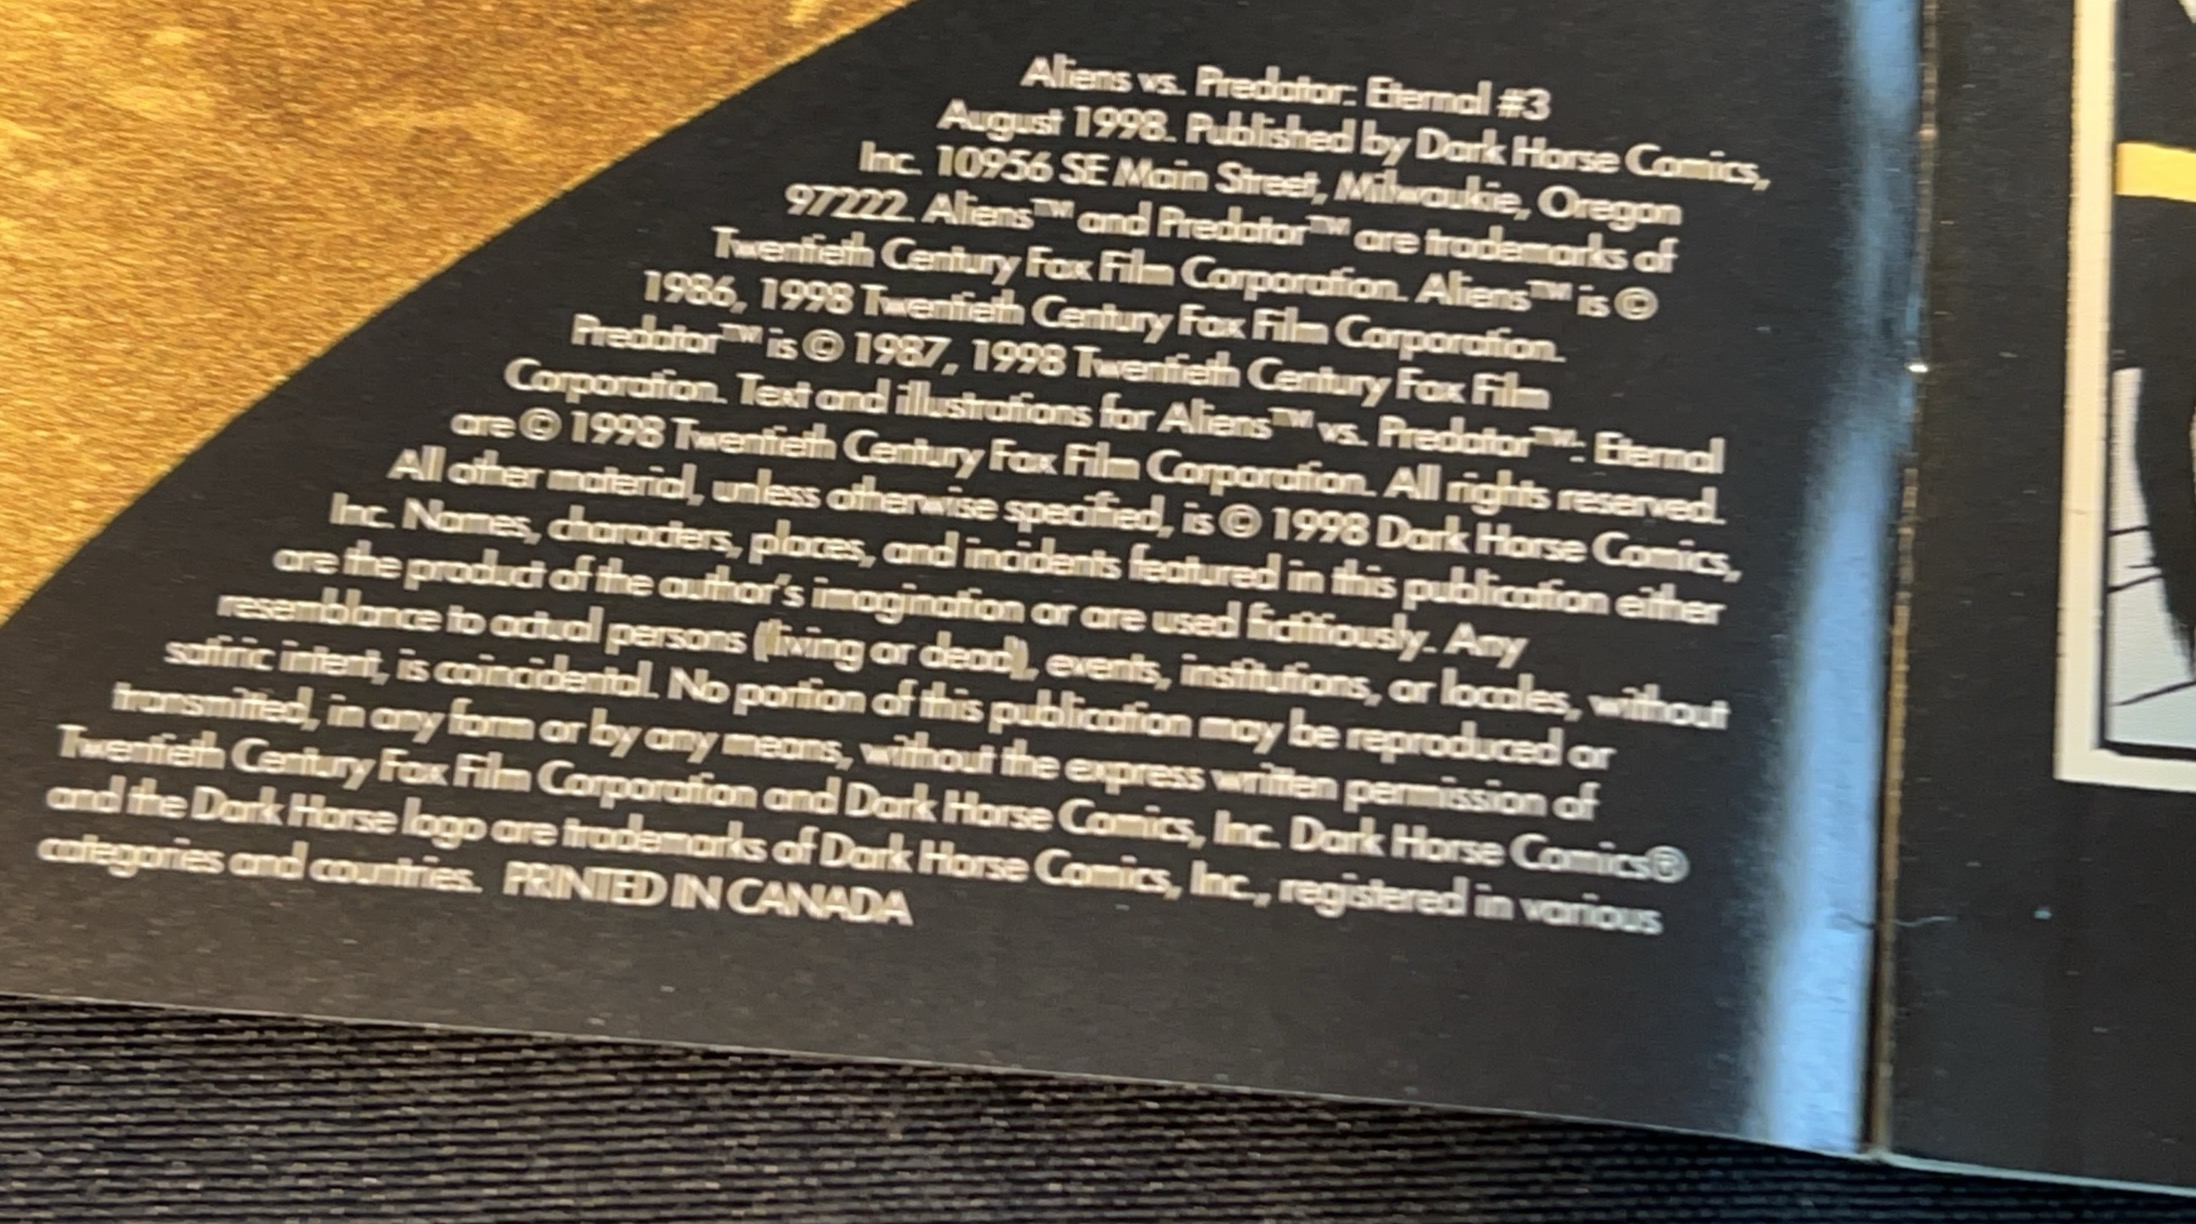 Aliens vs. Predator: Eternal #3
August 1998. Published by Dark Horse Comics,
Inc. 10956 SE Main Street, Milwaukie, Oregon
97222. Aliens™ and Predator™ are trademarks of
Twentieth Century Fox Film Corporation. Aliens™ is ©
1986, 1998 Twentieth Century Fox Film Corporation.
Predator™ is © 1987, 1998 Twentieth Century Fox Film
Corporation. Text and illustrations for Aliens™ vs. Predator™: Eternal
are © 1998 Twentieth Century Fox Film Corporation. All rights reserved.
All other material, unless otherwise specified, is © 1998 Dark Horse Comics,
Inc. Names, characters, places, and incidents featured in this publication either
are the product of the author's imagination or are used fictitiously. Any
resemblance to actual persons (living or dead), events, institutions, or locales, without
satiric intent, is coincidental. No portion of this publication may be reproduced or
transmitted, in any form or by any means, without the express written permission of
Twentieth Century Fox Film Corporation and Dark Horse Comics, Inc. Dark Horse Comics®
and the Dark Horse logo are trademarks of Dark Horse Comics, Inc., registered in various
categories and countries. PRINTED IN CANADA